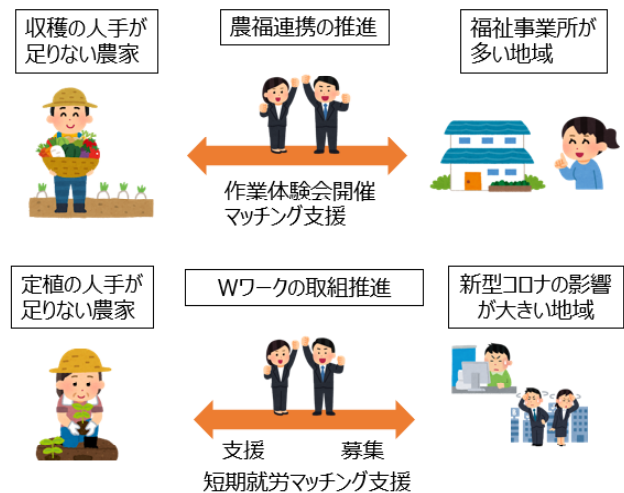 収穫の人手が
足りない農家
農福連携の推進
福祉事業所が
多い地域
作業体験会開催
マッチング支援
定植の人手が
足りない農家
Wワークの取組推進
新型コロナの影響
が大きい地域
支援 募集
短期就労マッチング支援